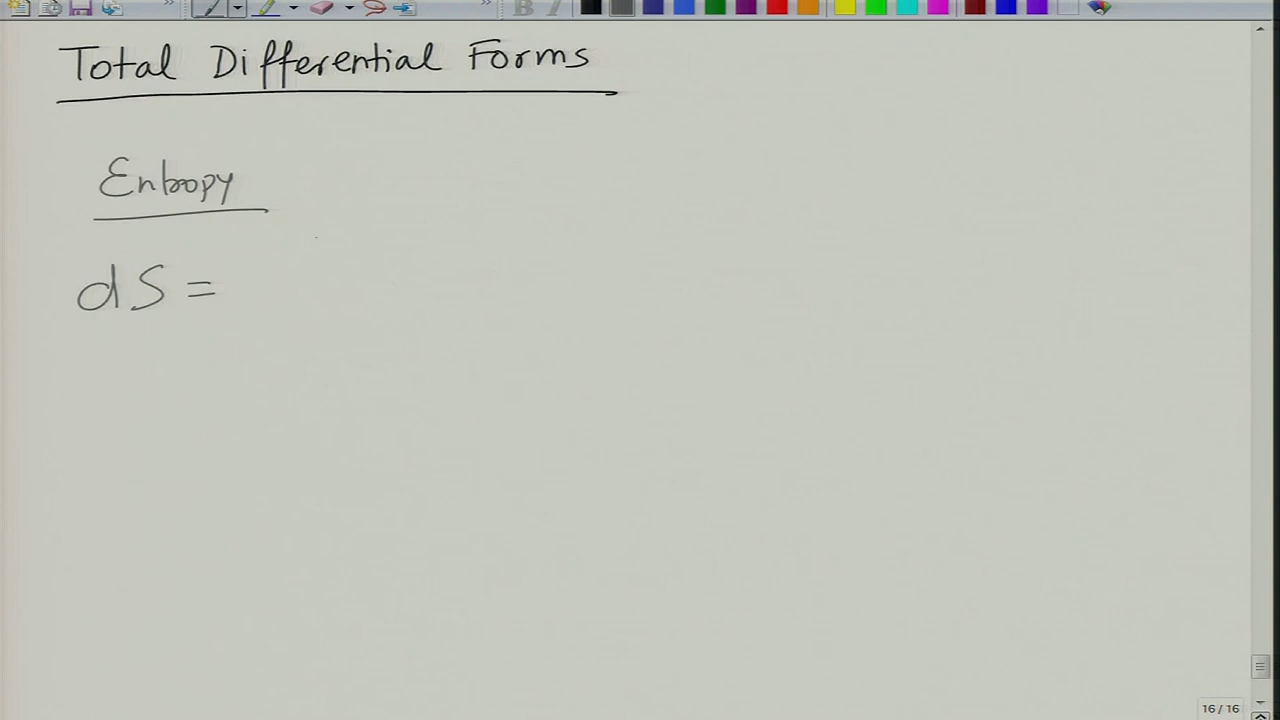 B I
Total Differential Forms
Entropy
dS =
16 / 16